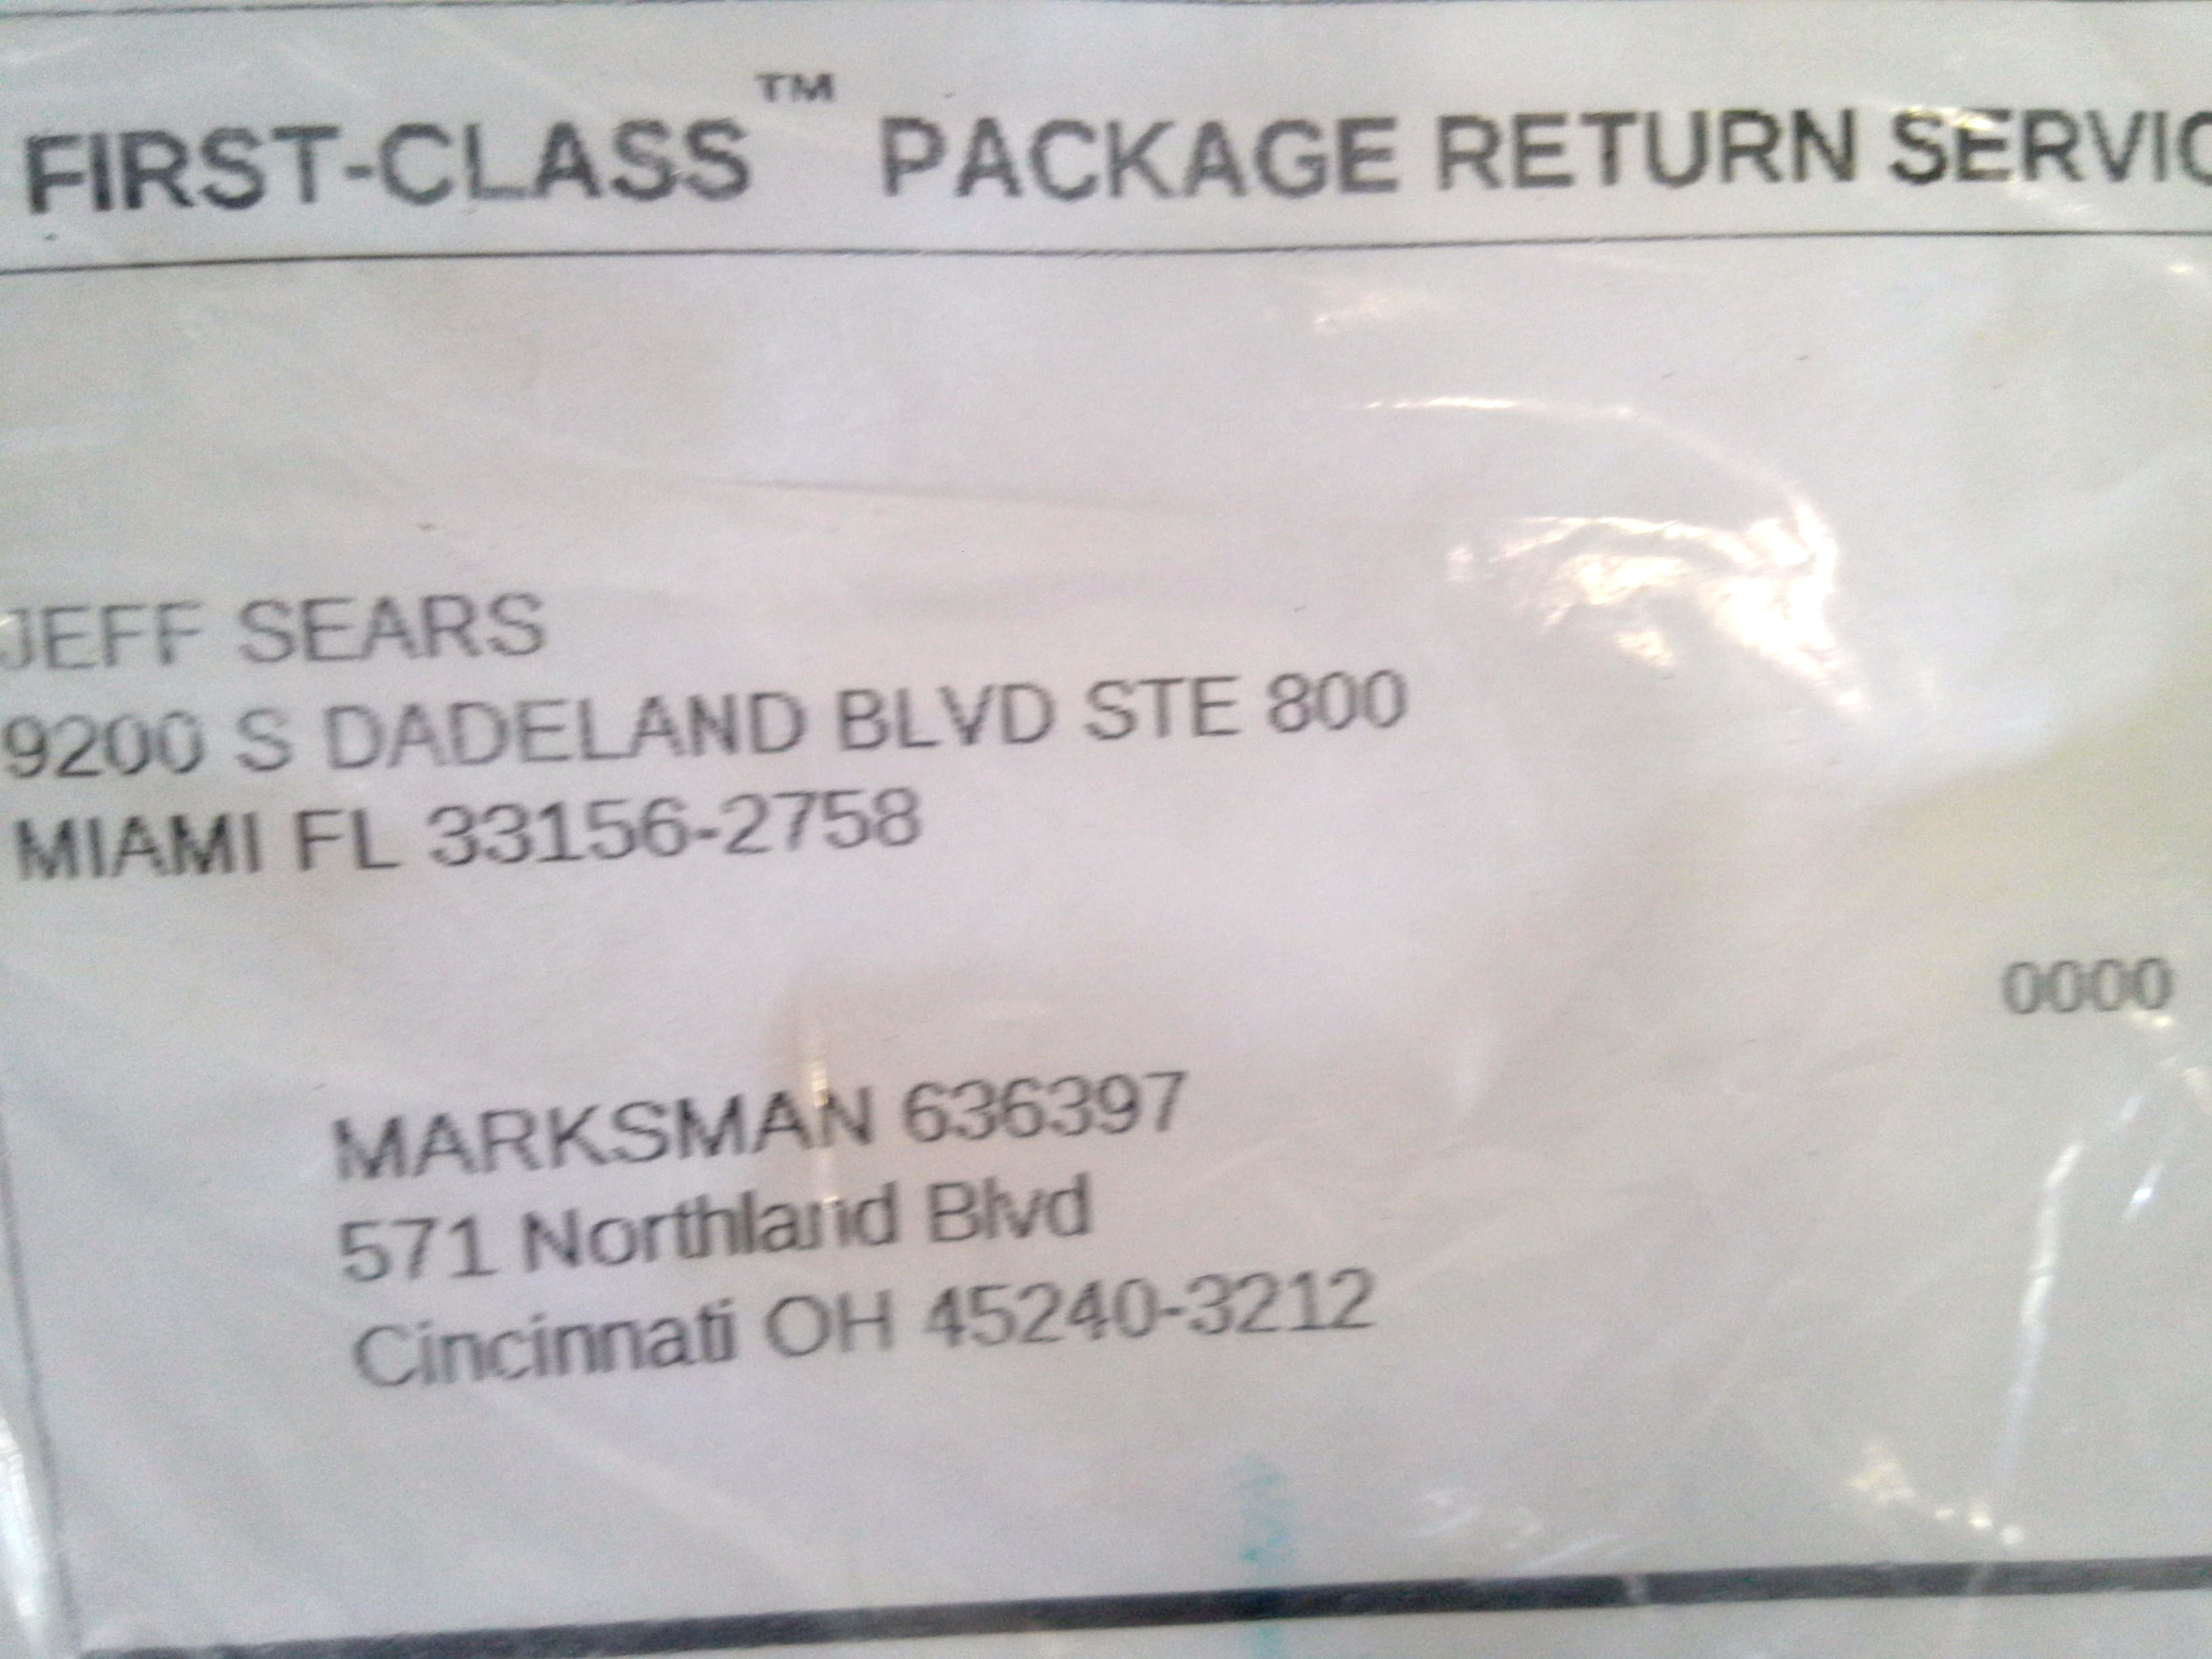 FIRST-CLASS™ PACKAGE RETURN SERVIC
JEFF SEARS
9200 S DADELAND BLVD STE 800
MIAMI FL 33156-2758
0000
MARKSMAN 636397
571 Northland Blvd
Cincinnati OH 45240-3212